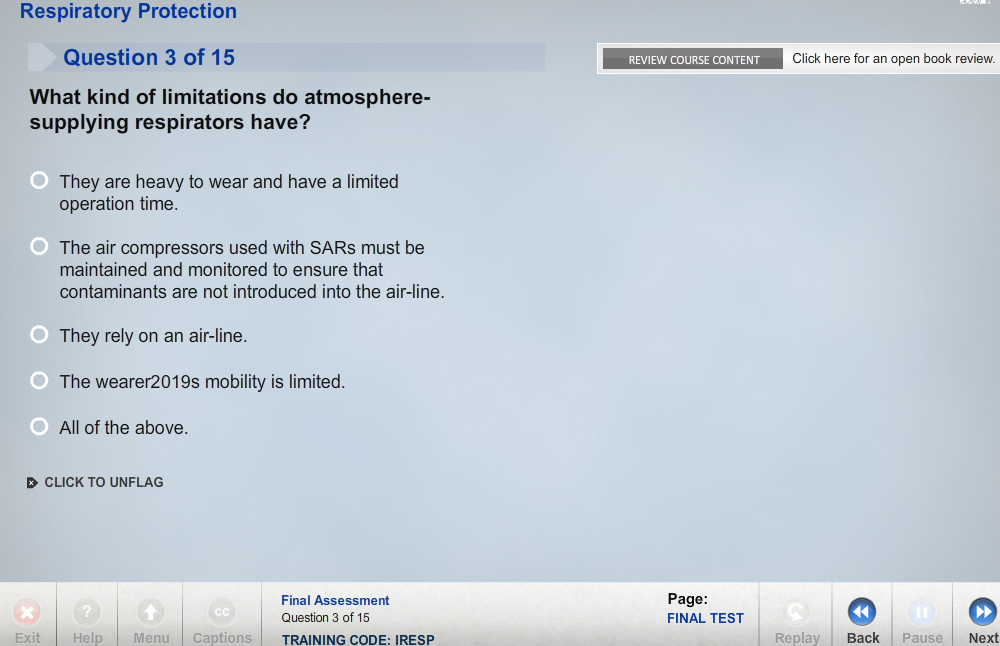 Respiratory Protection
Question 3 of 15
REVIEW COURSE CONTENT Click here for an open book review.
What kind of limitations do atmosphere-
supplying respirators have?
They are heavy to wear and have a limited
operation time.
The air compressors used with SARs must be
maintained and monitored to ensure that
contaminants are not introduced into the air-line.
They rely on an air-line.
The wearer2019s mobility is limited.
All of the above.
CLICK TO UNFLAG
Final Assessment
Question 3 of 15
TRAINING CODE: IRESP
Page:
FINAL TEST
Exit
? Help
Menu
CC Captions
Replay
Back
Pause
Next